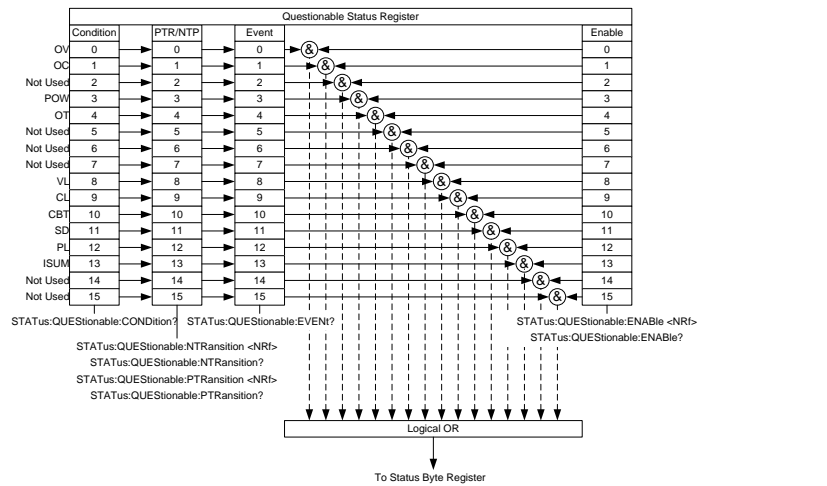 Questionable Status Register
Condition PTR/NTP Event Enable
OV 0 0 0 & 0
OC 1 1 1 & 1
Not Used 2 2 2 & 2
POW 3 3 3 & 3
OT 4 4 4 & 4
Not Used 5 5 5 & 5
Not Used 6 6 6 & 6
Not Used 7 7 7 & 7
VL 8 8 8 & 8
CL 9 9 9 & 9
CBT 10 10 10 & 10
SD 11 11 11 & 11
PL 12 12 12 & 12
ISUM 13 13 13 & 13
Not Used 14 14 14 & 14
Not Used 15 15 15 & 15
STATus:QUEStionable:CONDition? STATus:QUEStionable:EVENt? STATus:QUEStionable:ENABle <NRf>
STATus:QUEStionable:ENABle?
STATus:QUEStionable:NTRansition <NRf>
STATus:QUEStionable:NTRansition?
STATus:QUEStionable:PTRansition <NRf>
STATus:QUEStionable:PTRansition?
Logical OR
To Status Byte Register